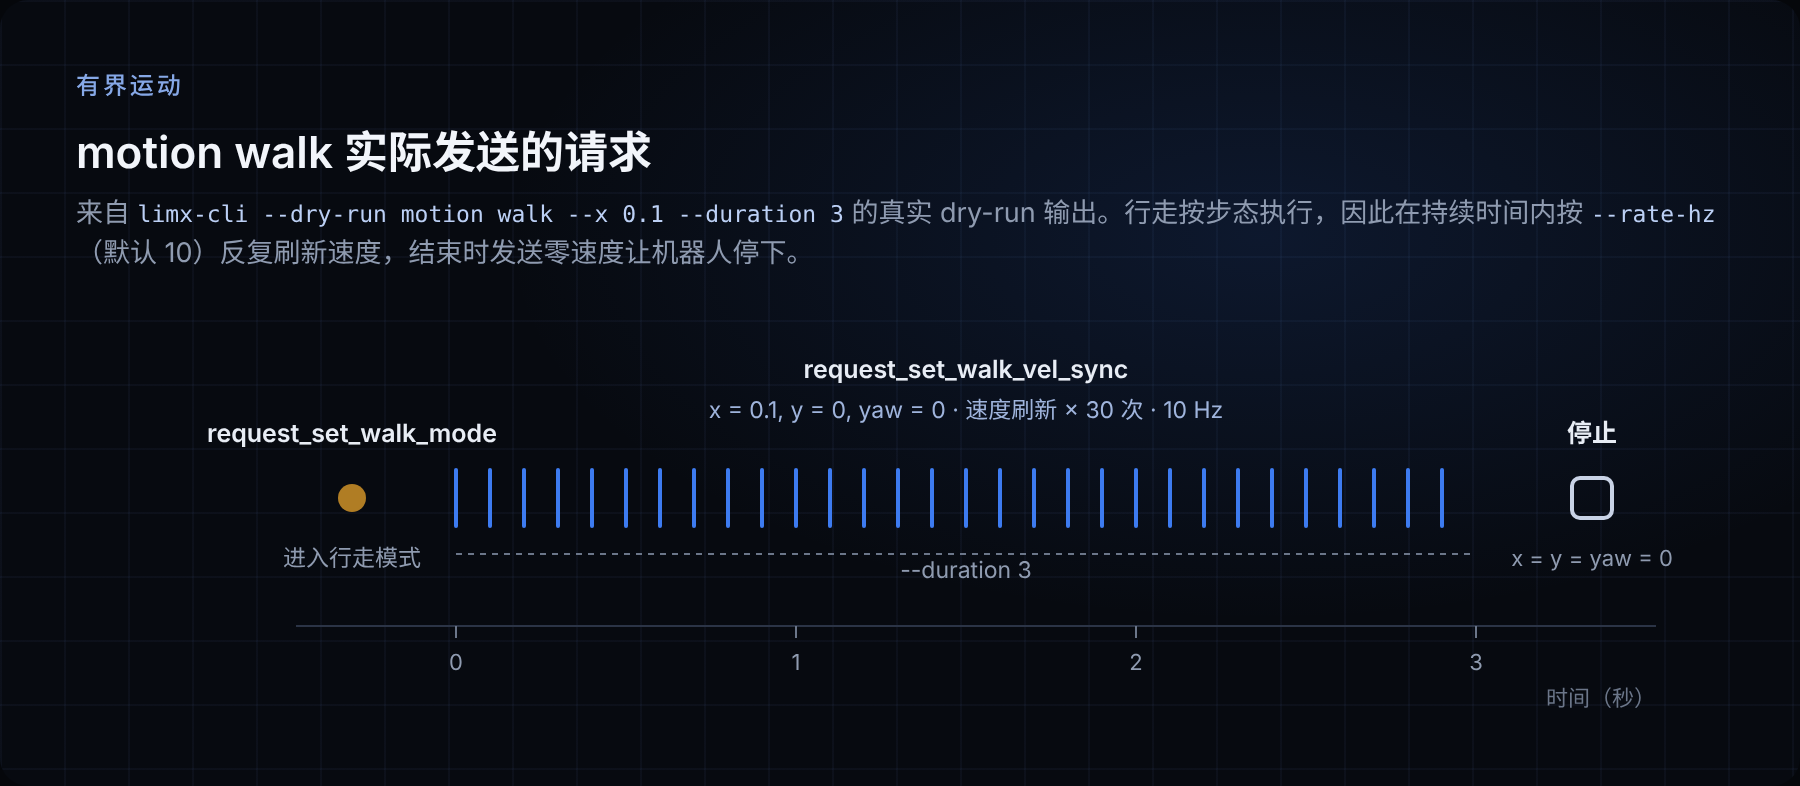 有界运动
motion walk 实际发送的请求
来自 limx-cli --dry-run motion walk --x 0.1 --duration 3 的真实 dry-run 输出。行走按步态执行，因此在持续时间内按 --rate-hz
（默认 10）反复刷新速度，结束时发送零速度让机器人停下。
request_set_walk_vel_sync
x = 0.1, y = 0, yaw = 0 · 速度刷新 × 30 次 · 10 Hz
request_set_walk_mode
停止
进入行走模式
x = y = yaw = 0
--duration 3
0
1
2
3
时间（秒）